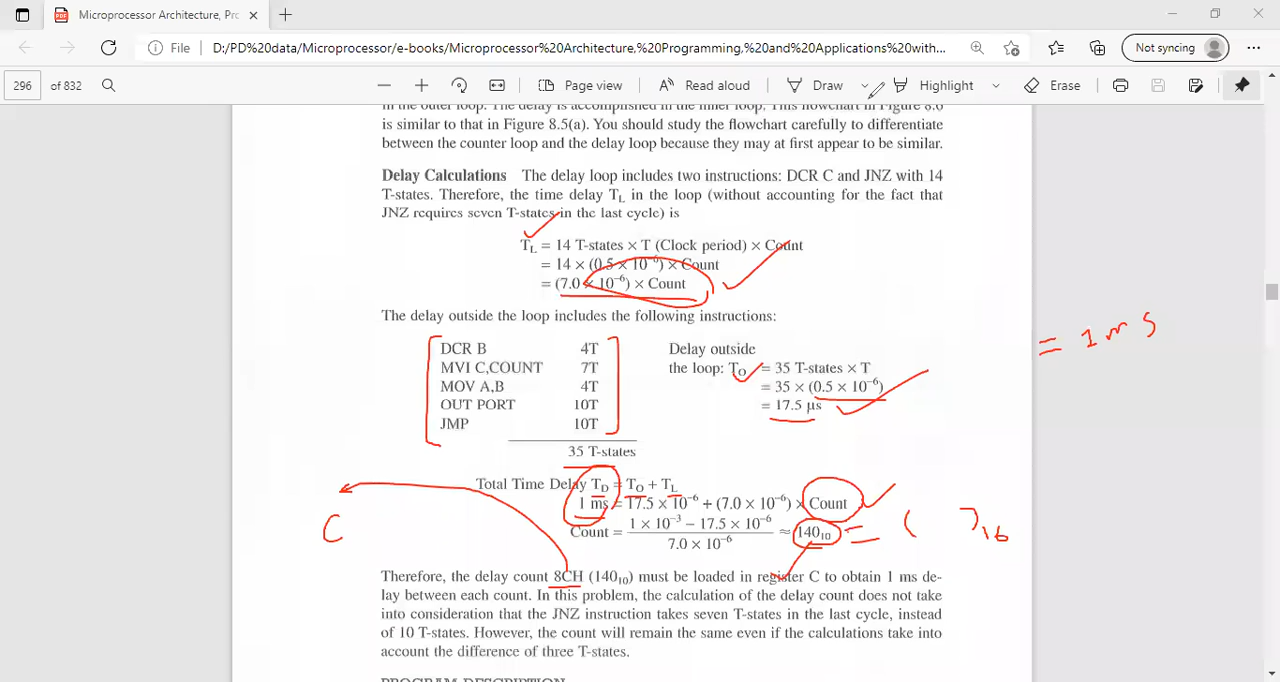 Microprocessor Architecture, Pro
File D:/PD%20data/Microprocessor/e-books/Microprocessor%20Architecture,%20Programming,%20and%20Applications%20with... Not syncing
296 of 832 Page view Read aloud Draw Highlight Erase
is similar to that in Figure 8.5(a). You should study the flowchart carefully to differentiate
between the counter loop and the delay loop because they may at first appear to be similar.
Delay Calculations The delay loop includes two instructions: DCR C and JNZ with 14
T-states. Therefore, the time delay TL in the loop (without accounting for the fact that
JNZ requires seven T-states in the last cycle) is
TL = 14 T-states × T (Clock period) × Count
= 14 × (0.5 × 10⁻⁶) × Count
= (7.0 × 10⁻⁶) × Count
The delay outside the loop includes the following instructions:
= 1 m S
DCR B 4T Delay outside
MVI C,COUNT 7T the loop: TO = 35 T-states × T
MOV A,B 4T = 35 × (0.5 × 10⁻⁶)
OUT PORT 10T = 17.5 µs
JMP 10T
35 T-states
Total Time Delay TD = TO + TL
1 ms = 17.5 × 10⁻⁶ + (7.0 × 10⁻⁶) × Count
Count = 1 × 10⁻³ − 17.5 × 10⁻⁶ / 7.0 × 10⁻⁶ ≈ 140₁₀ = ( )₁₆
C
Therefore, the delay count 8CH (140₁₀) must be loaded in register C to obtain 1 ms de-
lay between each count. In this problem, the calculation of the delay count does not take
into consideration that the JNZ instruction takes seven T-states in the last cycle, instead
of 10 T-states. However, the count will remain the same even if the calculations take into
account the difference of three T-states.
PROGRAM DESCRIPTION